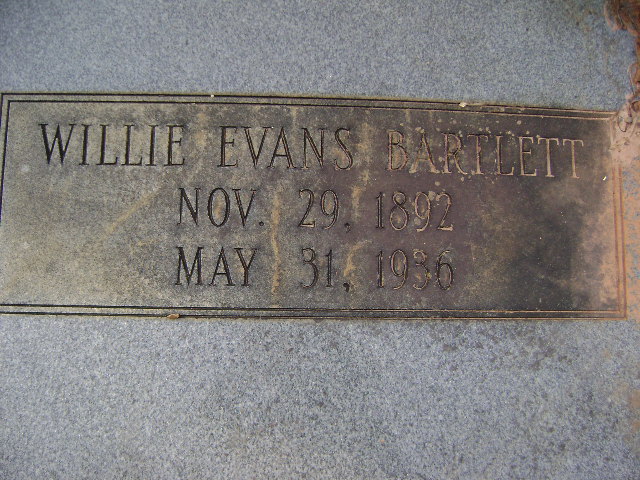 WILLIE EVANS BARTLETT
NOV. 29, 1892
MAY 31, 1936